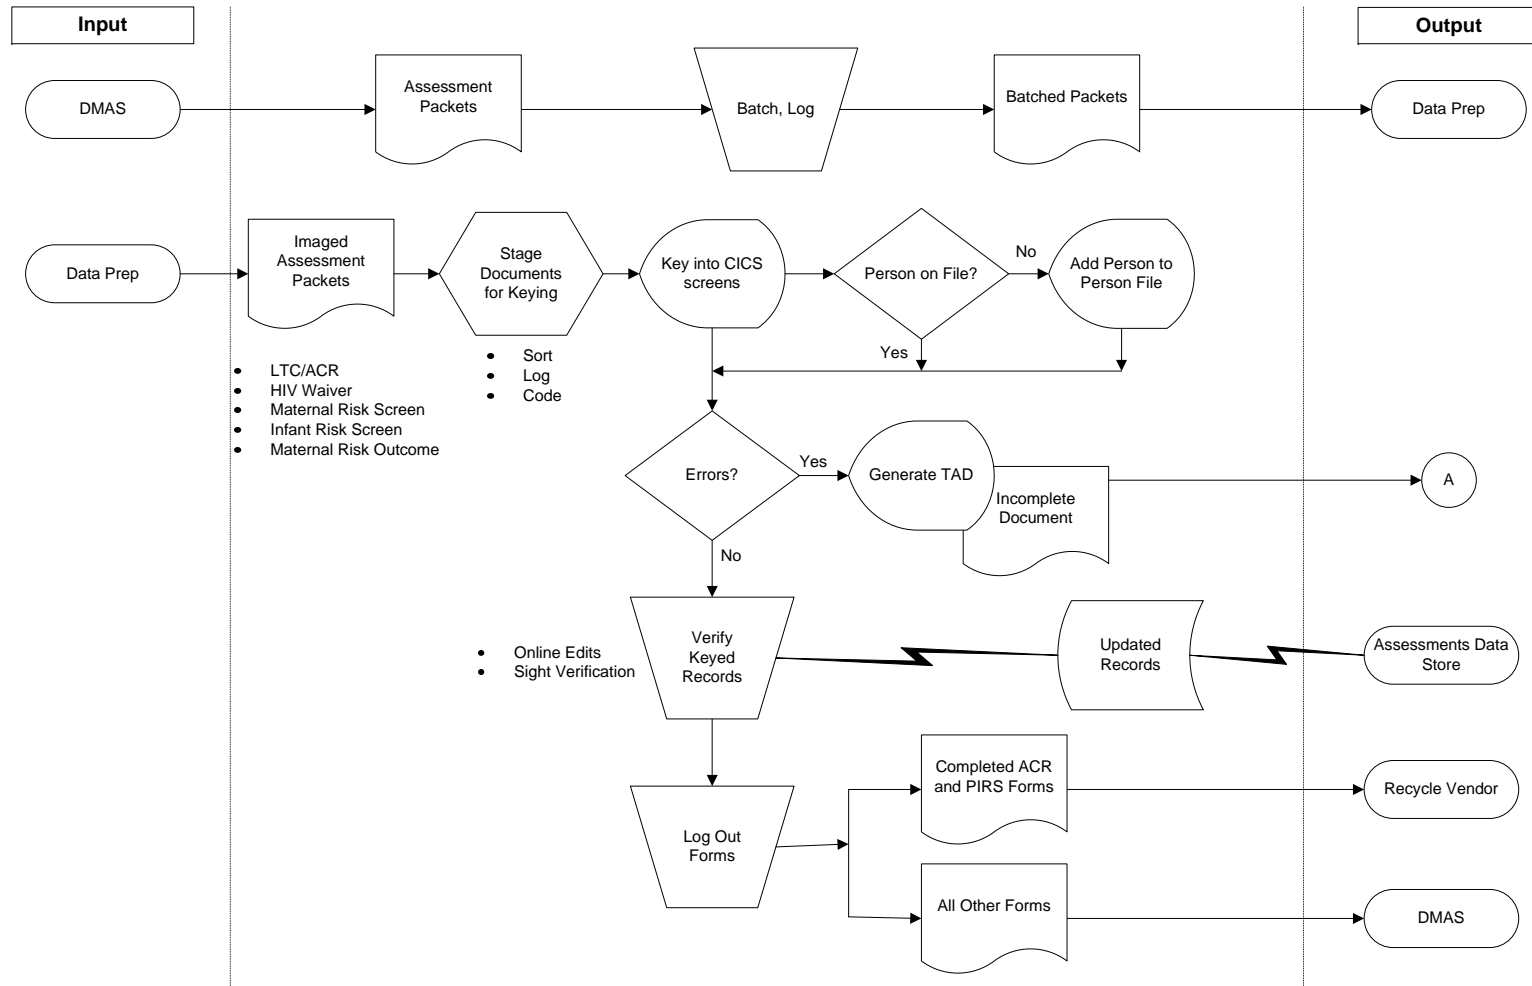 Input
Output
DMAS
Assessment
Packets
Batch, Log
Batched Packets
Data Prep
Data Prep
Imaged
Assessment
Packets
Stage
Documents
for Keying
Key into CICS
screens
Person on File?
No
Add Person to
Person File
Yes
• LTC/ACR
• HIV Waiver
• Maternal Risk Screen
• Infant Risk Screen
• Maternal Risk Outcome
• Sort
• Log
• Code
Errors?
Yes
Generate TAD
Incomplete
Document
A
No
• Online Edits
• Sight Verification
Verify
Keyed
Records
Updated
Records
Assessments Data
Store
Log Out
Forms
Completed ACR
and PIRS Forms
Recycle Vendor
All Other Forms
DMAS